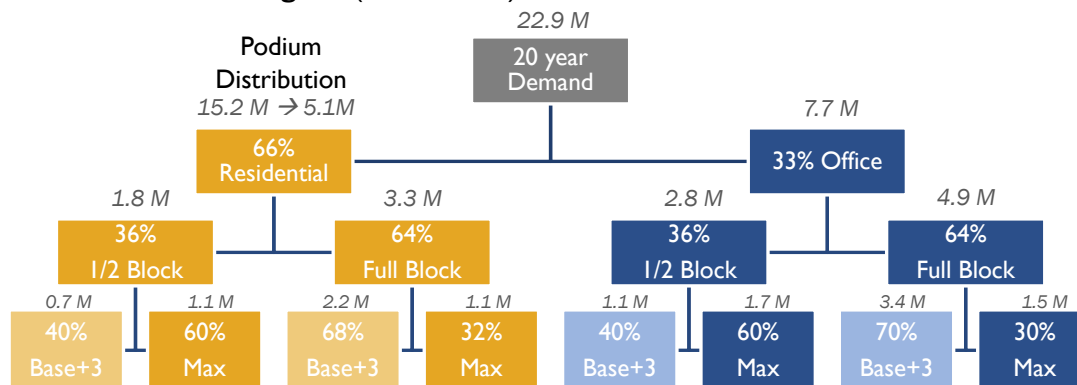 22.9 M
Podium
Distribution
20 year
Demand
15.2 M → 5.1M
7.7 M
66%
Residential
33% Office
1.8 M
3.3 M
2.8 M
4.9 M
36%
1/2 Block
64%
Full Block
36%
1/2 Block
64%
Full Block
0.7 M
1.1 M
2.2 M
1.1 M
1.1 M
1.7 M
3.4 M
1.5 M
40%
Base+3
60%
Max
68%
Base+3
32%
Max
40%
Base+3
60%
Max
70%
Base+3
30%
Max